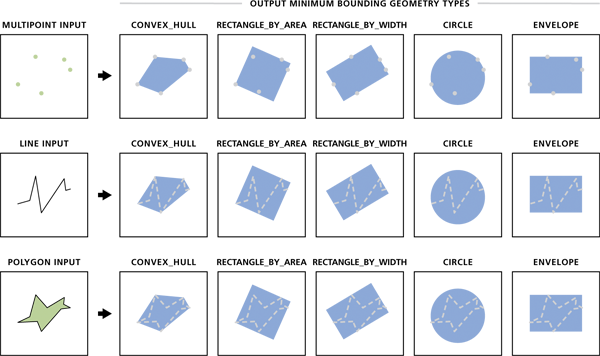 OUTPUT MINIMUM BOUNDING GEOMETRY TYPES
MULTIPOINT INPUT CONVEX_HULL RECTANGLE_BY_AREA RECTANGLE_BY_WIDTH CIRCLE ENVELOPE
LINE INPUT CONVEX_HULL RECTANGLE_BY_AREA RECTANGLE_BY_WIDTH CIRCLE ENVELOPE
POLYGON INPUT CONVEX_HULL RECTANGLE_BY_AREA RECTANGLE_BY_WIDTH CIRCLE ENVELOPE